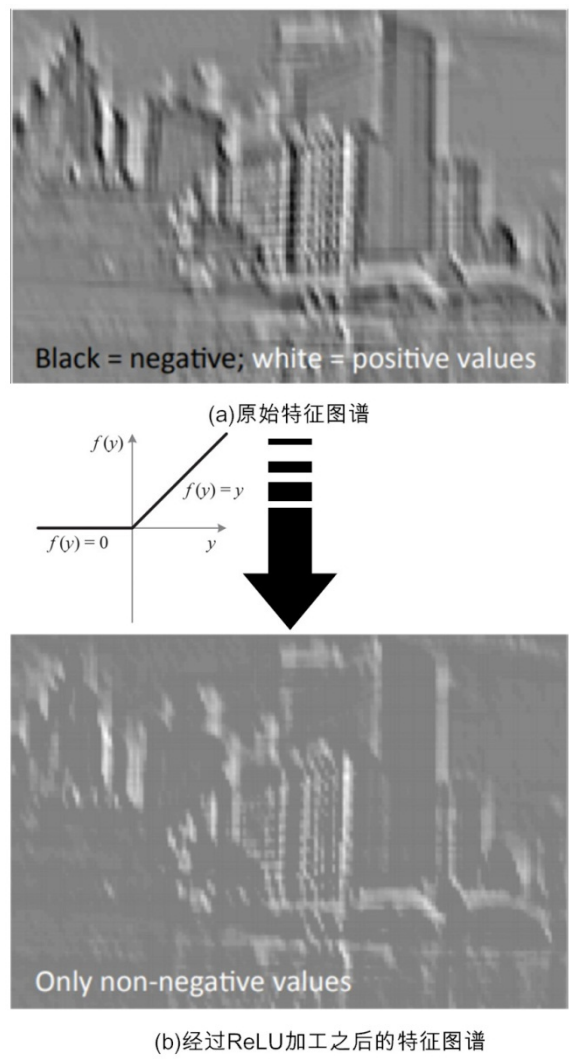 Black = negative; white = positive values
(a)原始特征图谱
f(y)
f(y)=y
f(y)=0
y
Only non-negative values
(b)经过ReLU加工之后的特征图谱